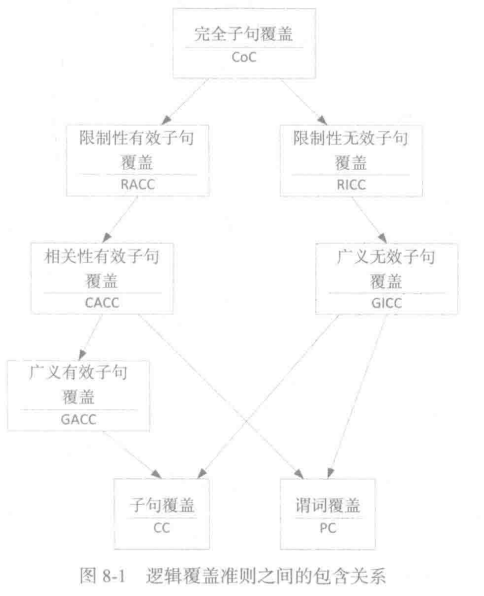 完全子句覆盖
CoC
限制性有效子句
覆盖
RACC
限制性无效子句
覆盖
RICC
相关性有效子句
覆盖
CACC
广义无效子句
覆盖
GICC
广义有效子句
覆盖
GACC
子句覆盖
CC
谓词覆盖
PC
图 8-1 逻辑覆盖准则之间的包含关系